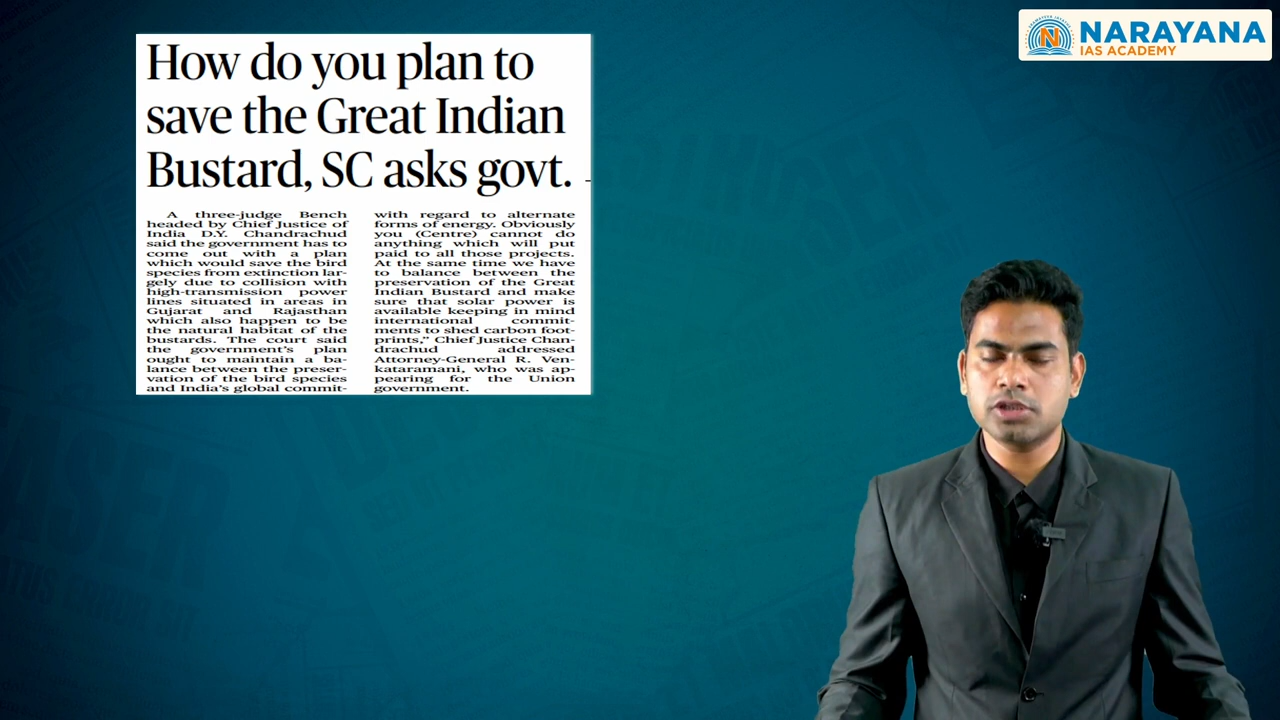 NARAYANA
IAS ACADEMY
How do you plan to
save the Great Indian
Bustard, SC asks govt.
A three-judge Bench
headed by Chief Justice of
India D.Y. Chandrachud
said the government has to
come out with a plan
which would save the bird
species from extinction lar-
gely due to collision with
high-transmission power
lines situated in areas in
Gujarat and Rajasthan
which also happen to be
the natural habitat of the
bustards. The court said
the government's plan
ought to maintain a ba-
lance between the preser-
vation of the bird species
and India's global commit-
with regard to alternate
forms of energy. Obviously
you (Centre) cannot do
anything which will put
paid to all those projects.
At the same time we have
to balance between the
preservation of the Great
Indian Bustard and make
sure that solar power is
available keeping in mind
international commit-
ments to shed carbon foot-
prints,” Chief Justice Chan-
drachud addressed
Attorney-General R. Ven-
kataramani, who was ap-
pearing for the Union
government.